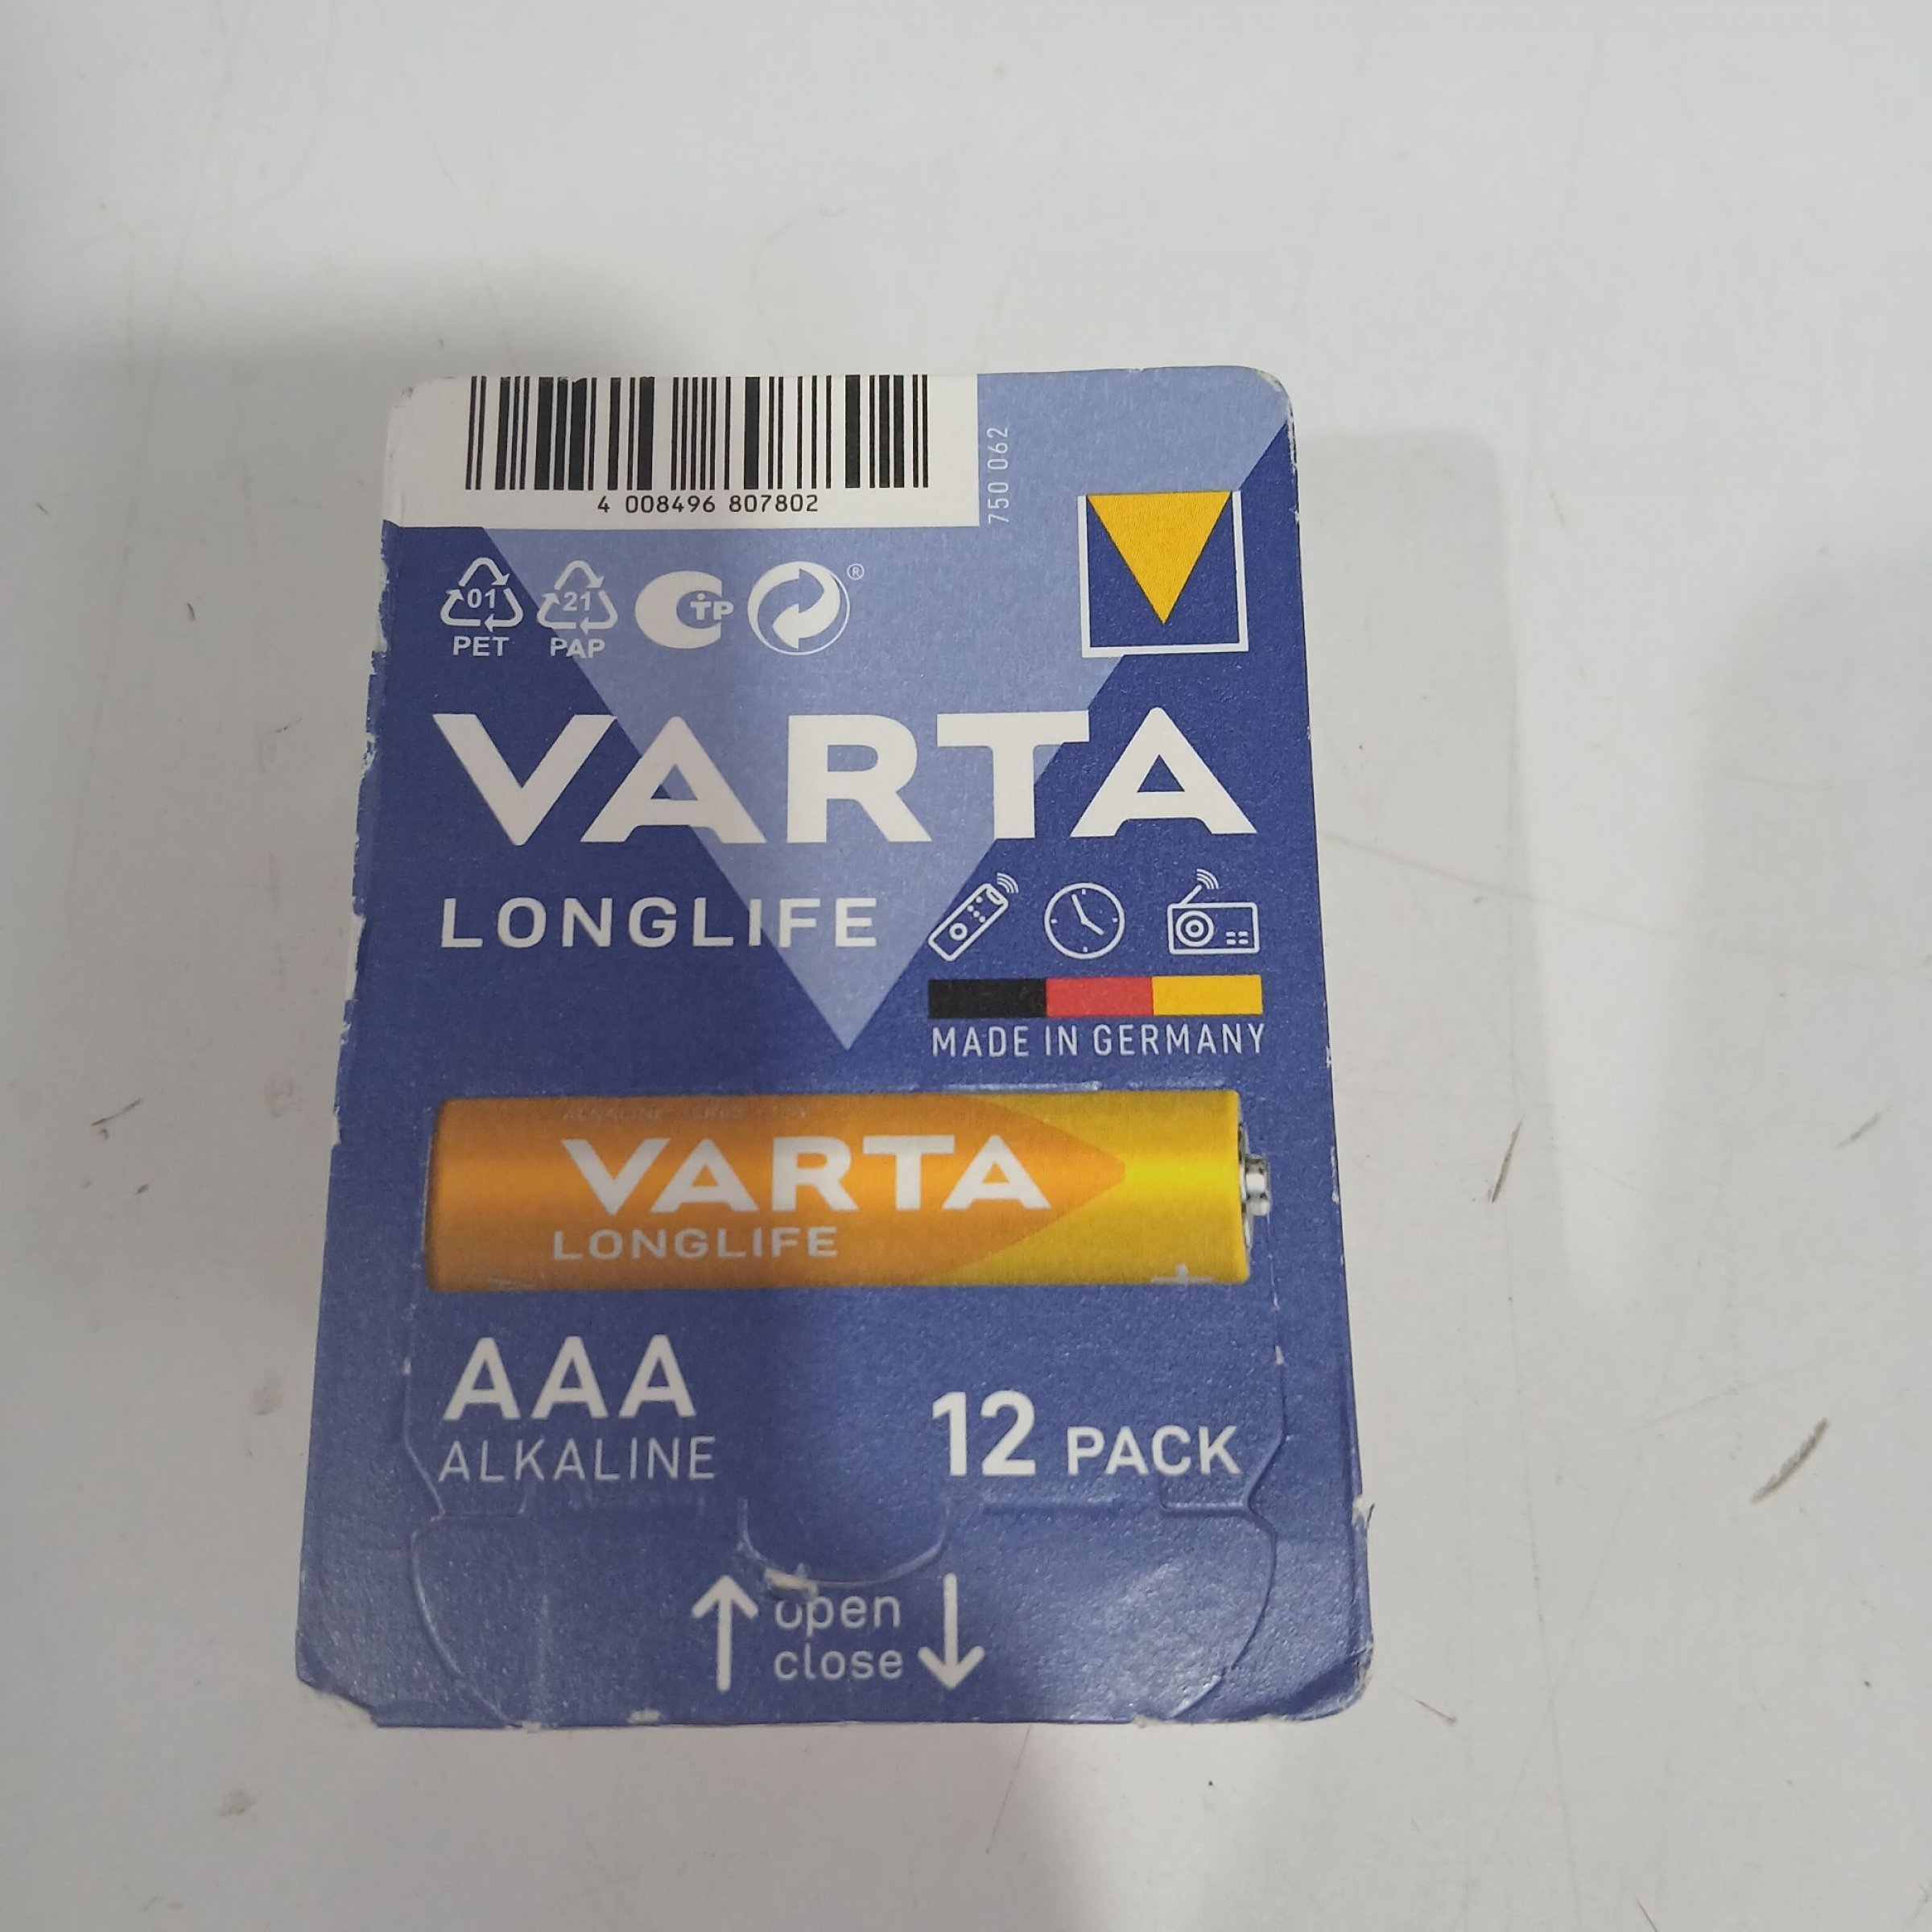 4 008496 807802
750 062
01 21 СТР ®
PET PAP
VARTA
LONGLIFE
MADE IN GERMANY
VARTA
LONGLIFE
+
AAA
ALKALINE
12 PACK
open
close